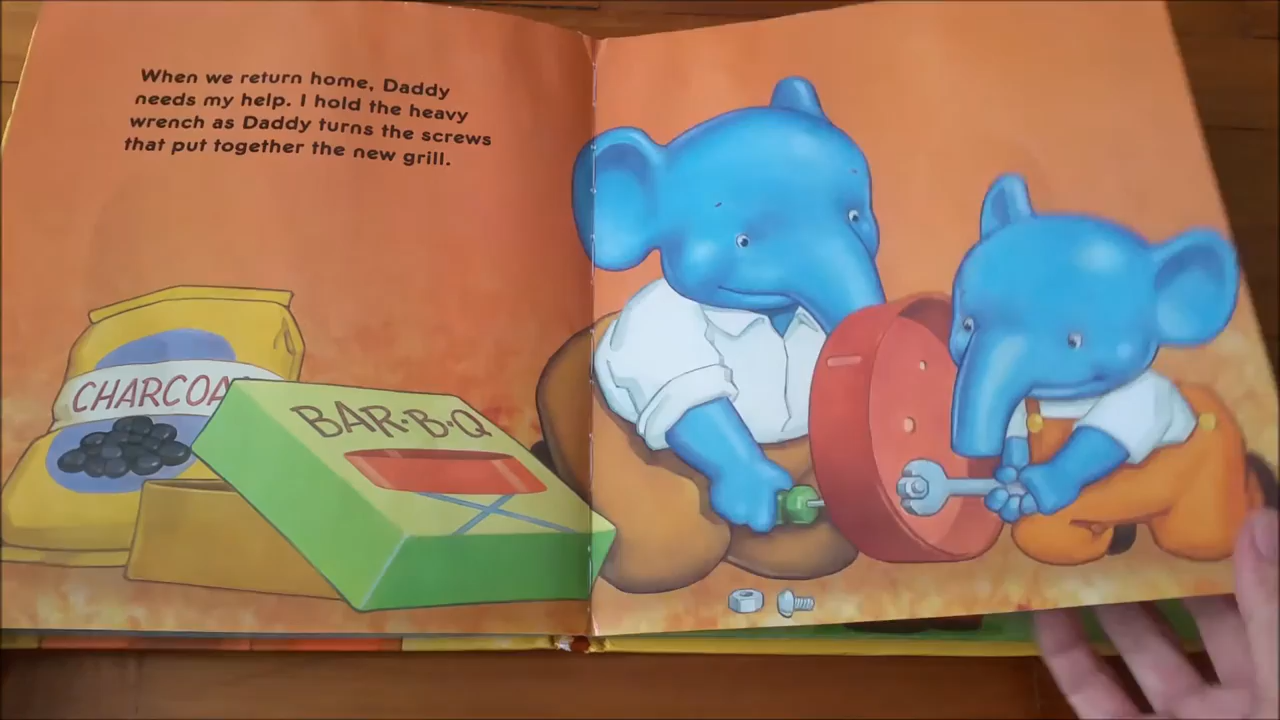 When we return home, Daddy
needs my help. I hold the heavy
wrench as Daddy turns the screws
that put together the new grill.
CHARCOA
BAR-B-Q